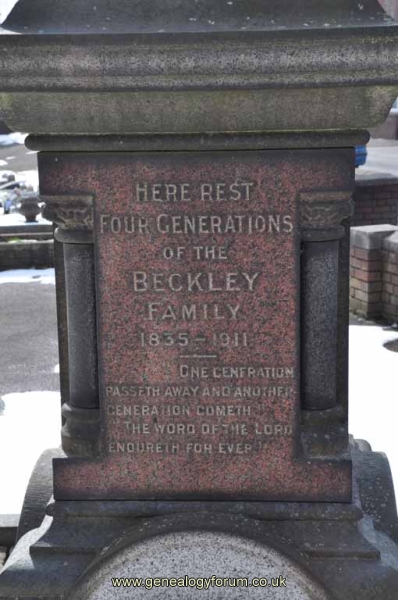 HERE REST
FOUR GENERATIONS
OF THE
BECKLEY
FAMILY
1835–1911
ONE GENERATION
PASSETH AWAY AND ANOTHER
GENERATION COMETH"
"THE WORD OF THE LORD
ENDURETH FOR EVER"
www.genealogyforum.co.uk